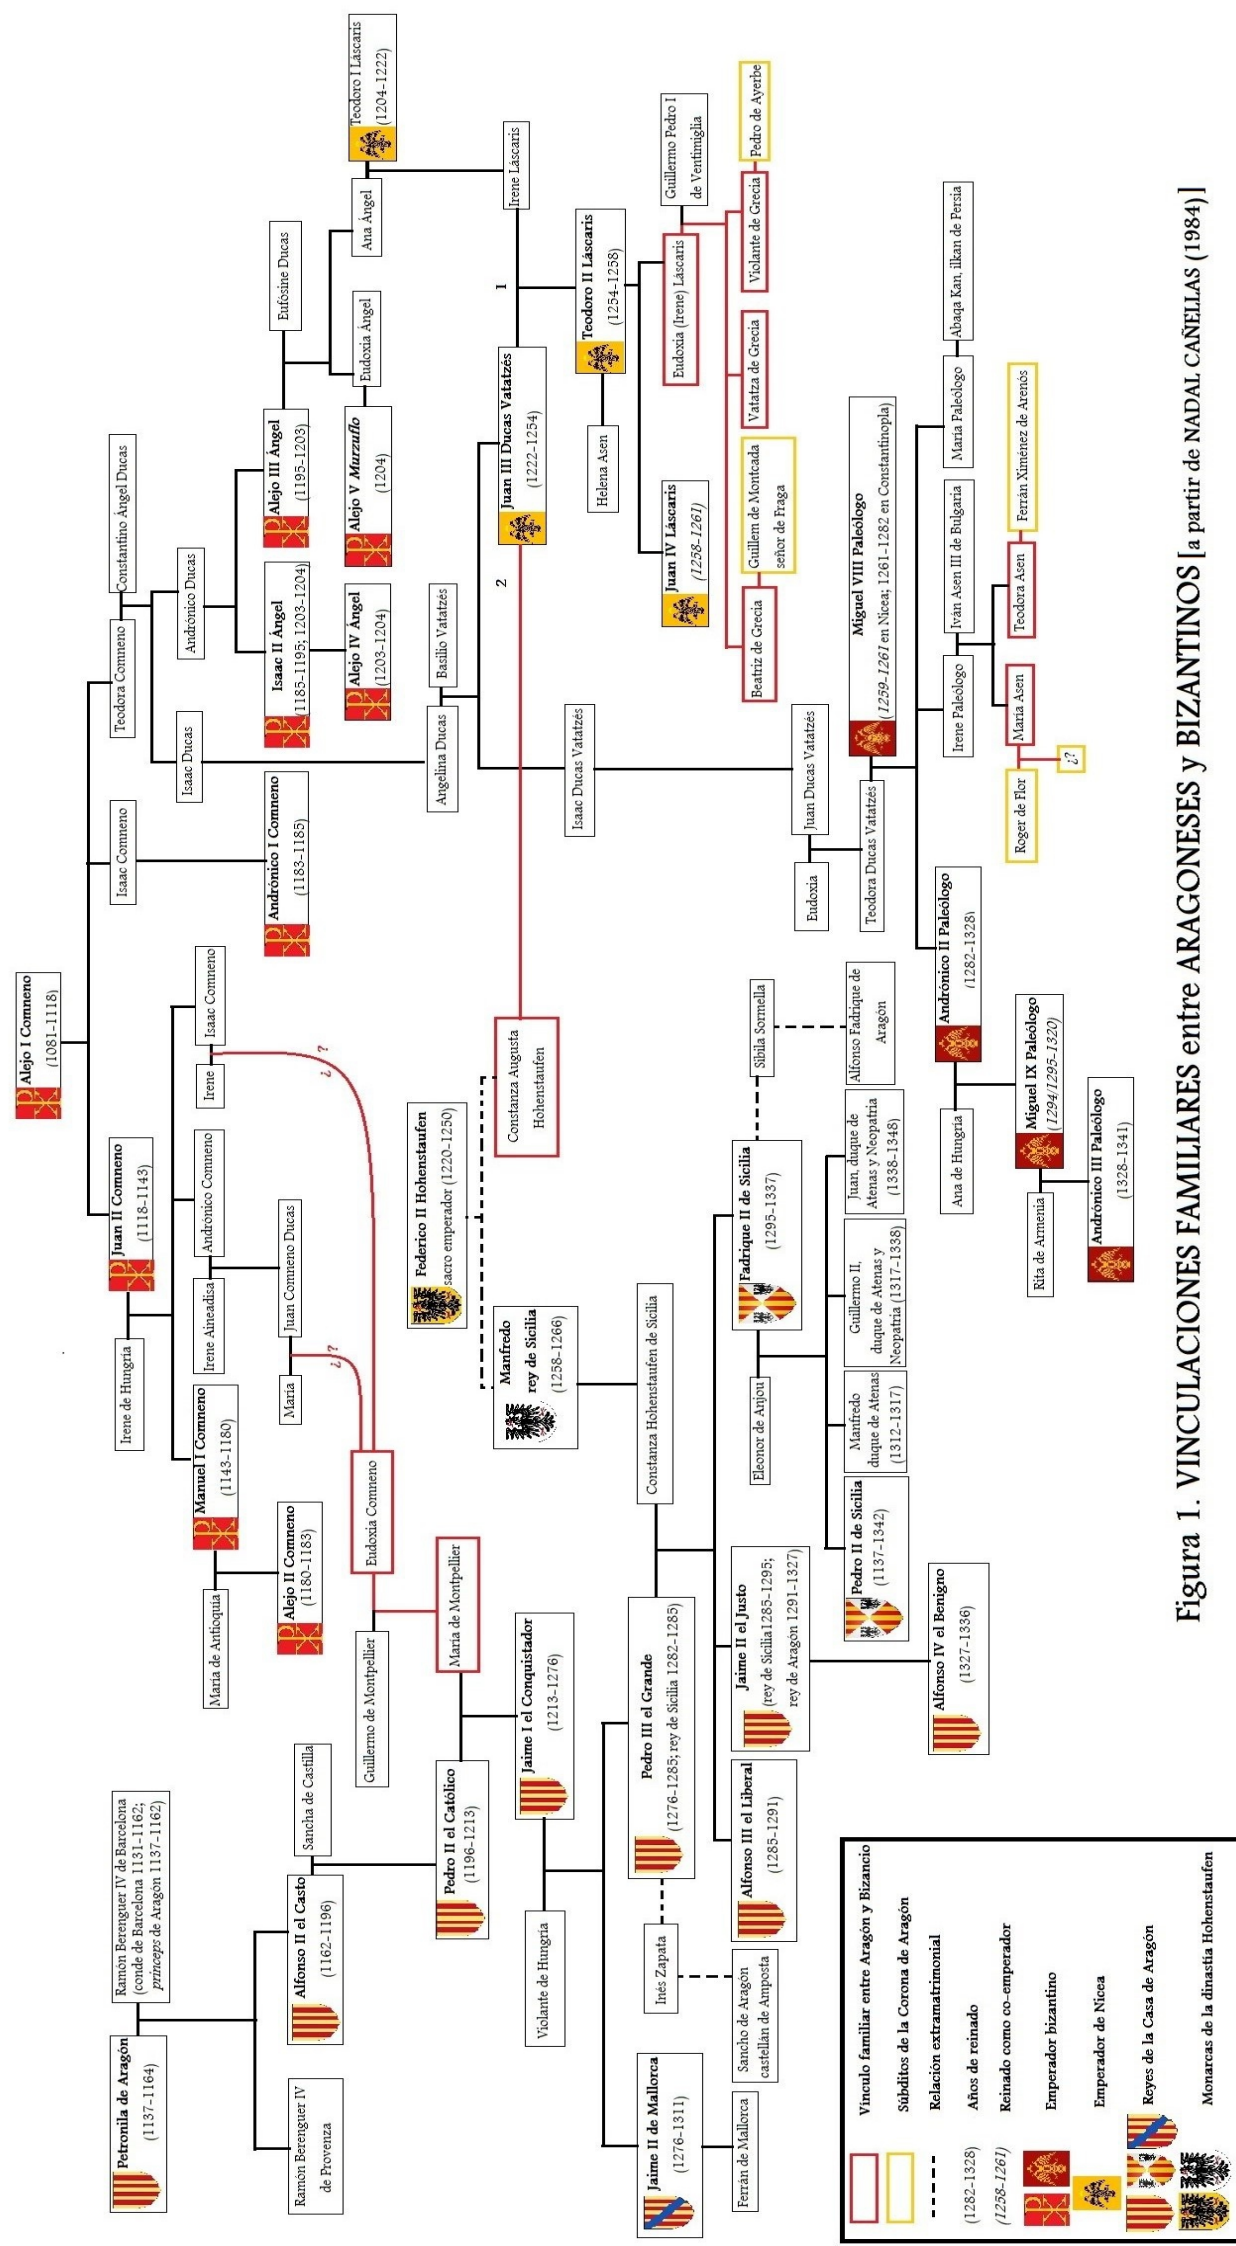 Alejo I Comneno
(1081-1118)
Juan II Comneno
(1118-1143)
Irene de Hungría
Isaac Comneno
Teodora Comneno
Constantino Ángel Ducas
Petronila de Aragón
(1137-1164)
Ramón Berenguer IV de Barcelona
(conde de Barcelona 1131-1162;
princeps de Aragón 1137-1162)
Manuel I Comneno
(1143-1180)
María de Antioquía
Irene Aineadisa
Andrónico Comneno
Irene
Isaac Comneno
Isaac Ducas
Andrónico Ducas
Ramón Berenguer IV
de Provenza
Alfonso II el Casto
(1162-1196)
Sancha de Castilla
Alejo II Comneno
(1180-1183)
María
Juan Comneno Ducas
Andrónico I Comneno
(1183-1185)
Isaac II Ángel
(1185-1195; 1203-1204)
Alejo III Ángel
(1195-1203)
Eufósine Ducas
¿?
¿?
Guillermo de Montpellier
Eudoxia Comneno
Alejo IV Ángel
(1203-1204)
Alejo V Murzuflo
(1204)
Eudoxia Ángel
Ana Ángel
Teodoro I Láscaris
(1204-1222)
Pedro II el Católico
(1196-1213)
María de Montpellier
Federico II Hohenstaufen
sacro emperador (1220-1250)
Angelina Ducas
Basilio Vatatzés
Violante de Hungría
Jaime I el Conquistador
(1213-1276)
Manfredo
rey de Sicilia
(1258-1266)
Constanza Augusta
Hohenstaufen
2
Juan III Ducas Vatatzés
(1222-1254)
1
Irene Láscaris
Isaac Ducas Vatatzés
Helena Asen
Teodoro II Láscaris
(1254-1258)
Jaime II de Mallorca
(1276-1311)
Inés Zapata
Pedro III el Grande
(1276-1285; rey de Sicilia 1282-1285)
Constanza Hohenstaufen de Sicilia
Juan IV Láscaris
(1258-1261)
Eudoxia (Irene) Láscaris
Guillermo Pedro I
de Ventimiglia
Ferrán de Mallorca
Sancho de Aragón
castellán de Amposta
Alfonso III el Liberal
(1285-1291)
Jaime II el Justo
(rey de Sicilia1285-1295;
rey de Aragón 1291-1327)
Eleonor de Anjou
Fadrique II de Sicilia
(1295-1337)
Sibila Sormella
Beatriz de Grecia
Guillem de Montcada
señor de Fraga
Vatatza de Grecia
Violante de Grecia
Pedro de Ayerbe
Eudoxia
Juan Ducas Vatatzés
Pedro II de Sicilia
(1137-1342)
Manfredo
duque de Atenas
(1312-1317)
Guillermo II,
duque de Atenas y
Neopatria (1317-1338)
Juan, duque de
Atenas y Neopatria
(1338-1348)
Alfonso Fadrique de
Aragón
Teodora Ducas Vatatzés
Miguel VIII Paleólogo
(1259-1261 en Nicea; 1261-1282 en Constantinopla)
Alfonso IV el Benigno
(1327-1336)
Ana de Hungría
Andrónico II Paleólogo
(1282-1328)
Irene Paleólogo
Iván Asen III de Bulgaria
María Paleólogo
Abaqa Kan, ilkan de Persia
Rita de Armenia
Miguel IX Paleólogo
(1294/1295-1320)
Roger de Flor
María Asen
Teodora Asen
Ferrán Ximénez de Arenós
¿?
Andrónico III Paleólogo
(1328-1341)
Vínculo familiar entre Aragón y Bizancio
Súbditos de la Corona de Aragón
Relación extramatrimonial
(1282-1328) Años de reinado
(1258-1261) Reinado como co-emperador
Emperador bizantino
Emperador de Nicea
Reyes de la Casa de Aragón
Monarcas de la dinastía Hohenstaufen
Figura 1. VINCULACIONES FAMILIARES entre ARAGONESES y BIZANTINOS [a partir de NADAL CAÑELLAS (1984)]